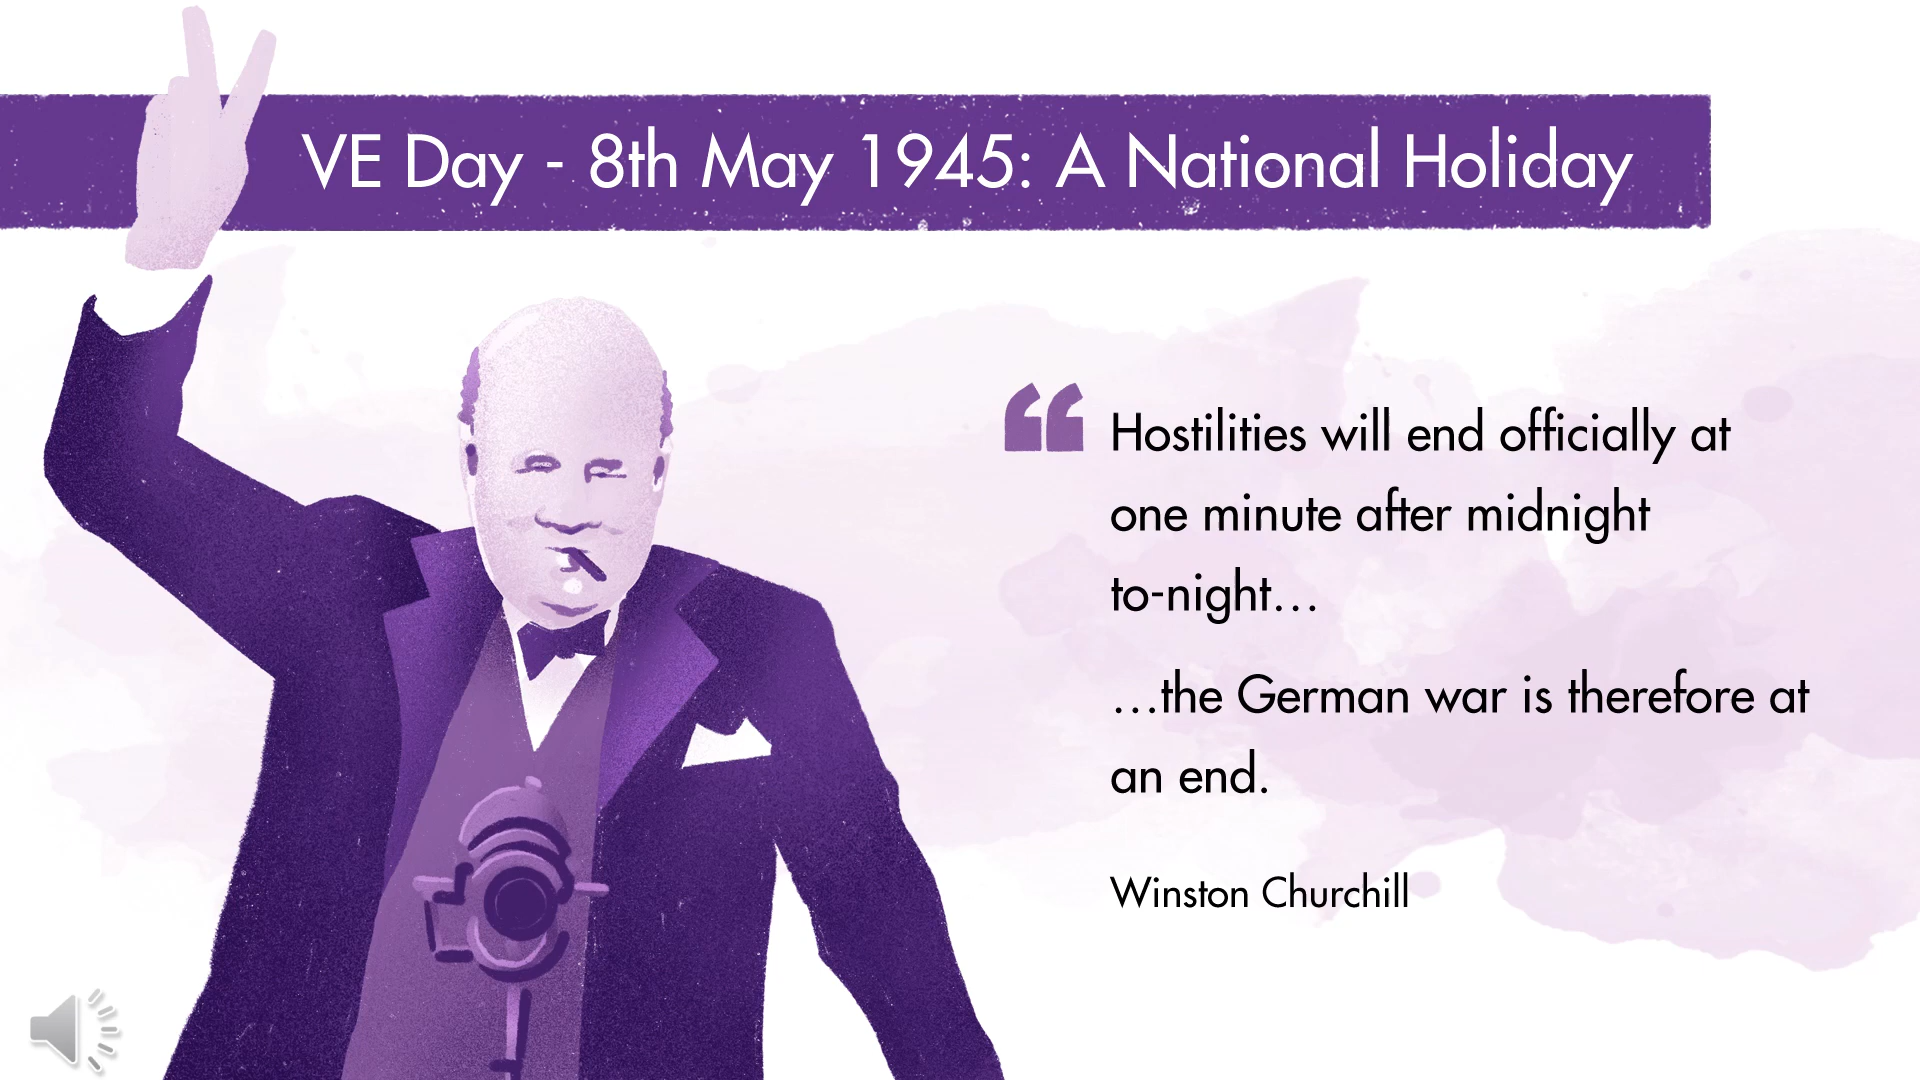 VE Day - 8th May 1945: A National Holiday
“ Hostilities will end officially at
one minute after midnight
to-night…
…the German war is therefore at
an end.
Winston Churchill